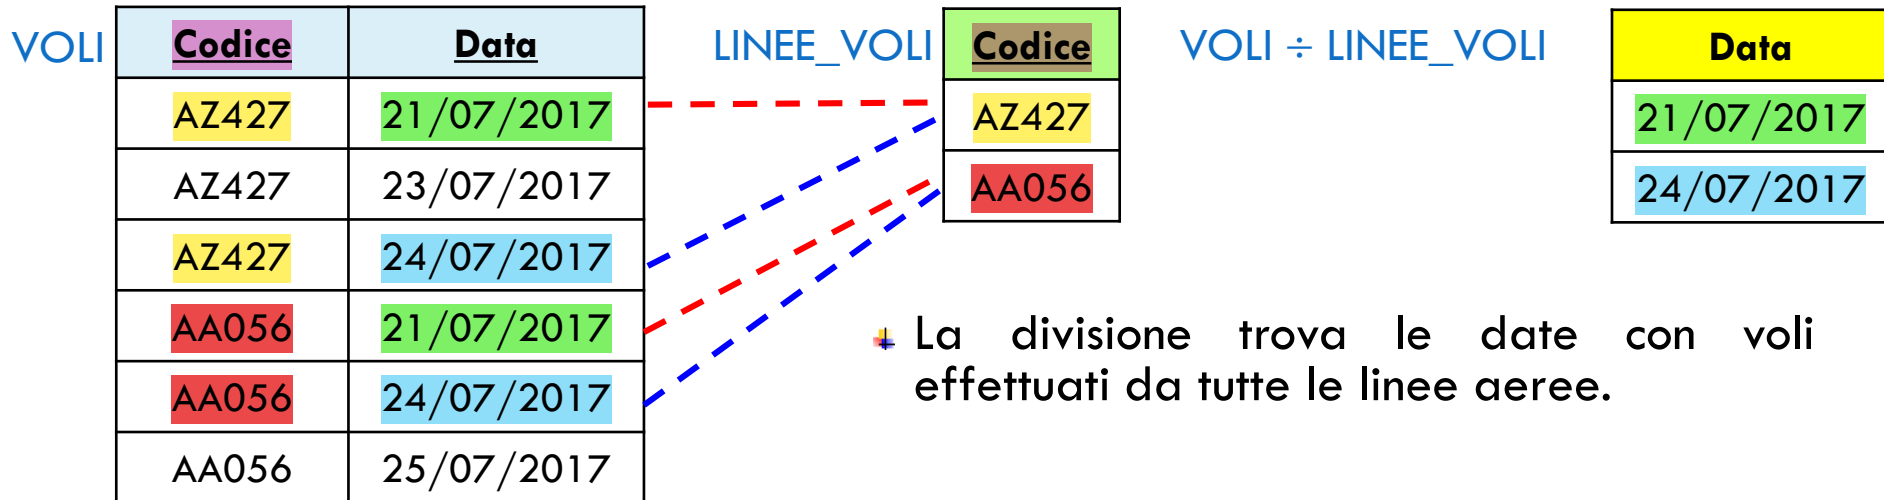 VOLI
Codice Data
AZ427 21/07/2017
AZ427 23/07/2017
AZ427 24/07/2017
AA056 21/07/2017
AA056 24/07/2017
AA056 25/07/2017
LINEE_VOLI
Codice
AZ427
AA056
VOLI ÷ LINEE_VOLI
Data
21/07/2017
24/07/2017
La divisione trova le date con voli
effettuati da tutte le linee aeree.